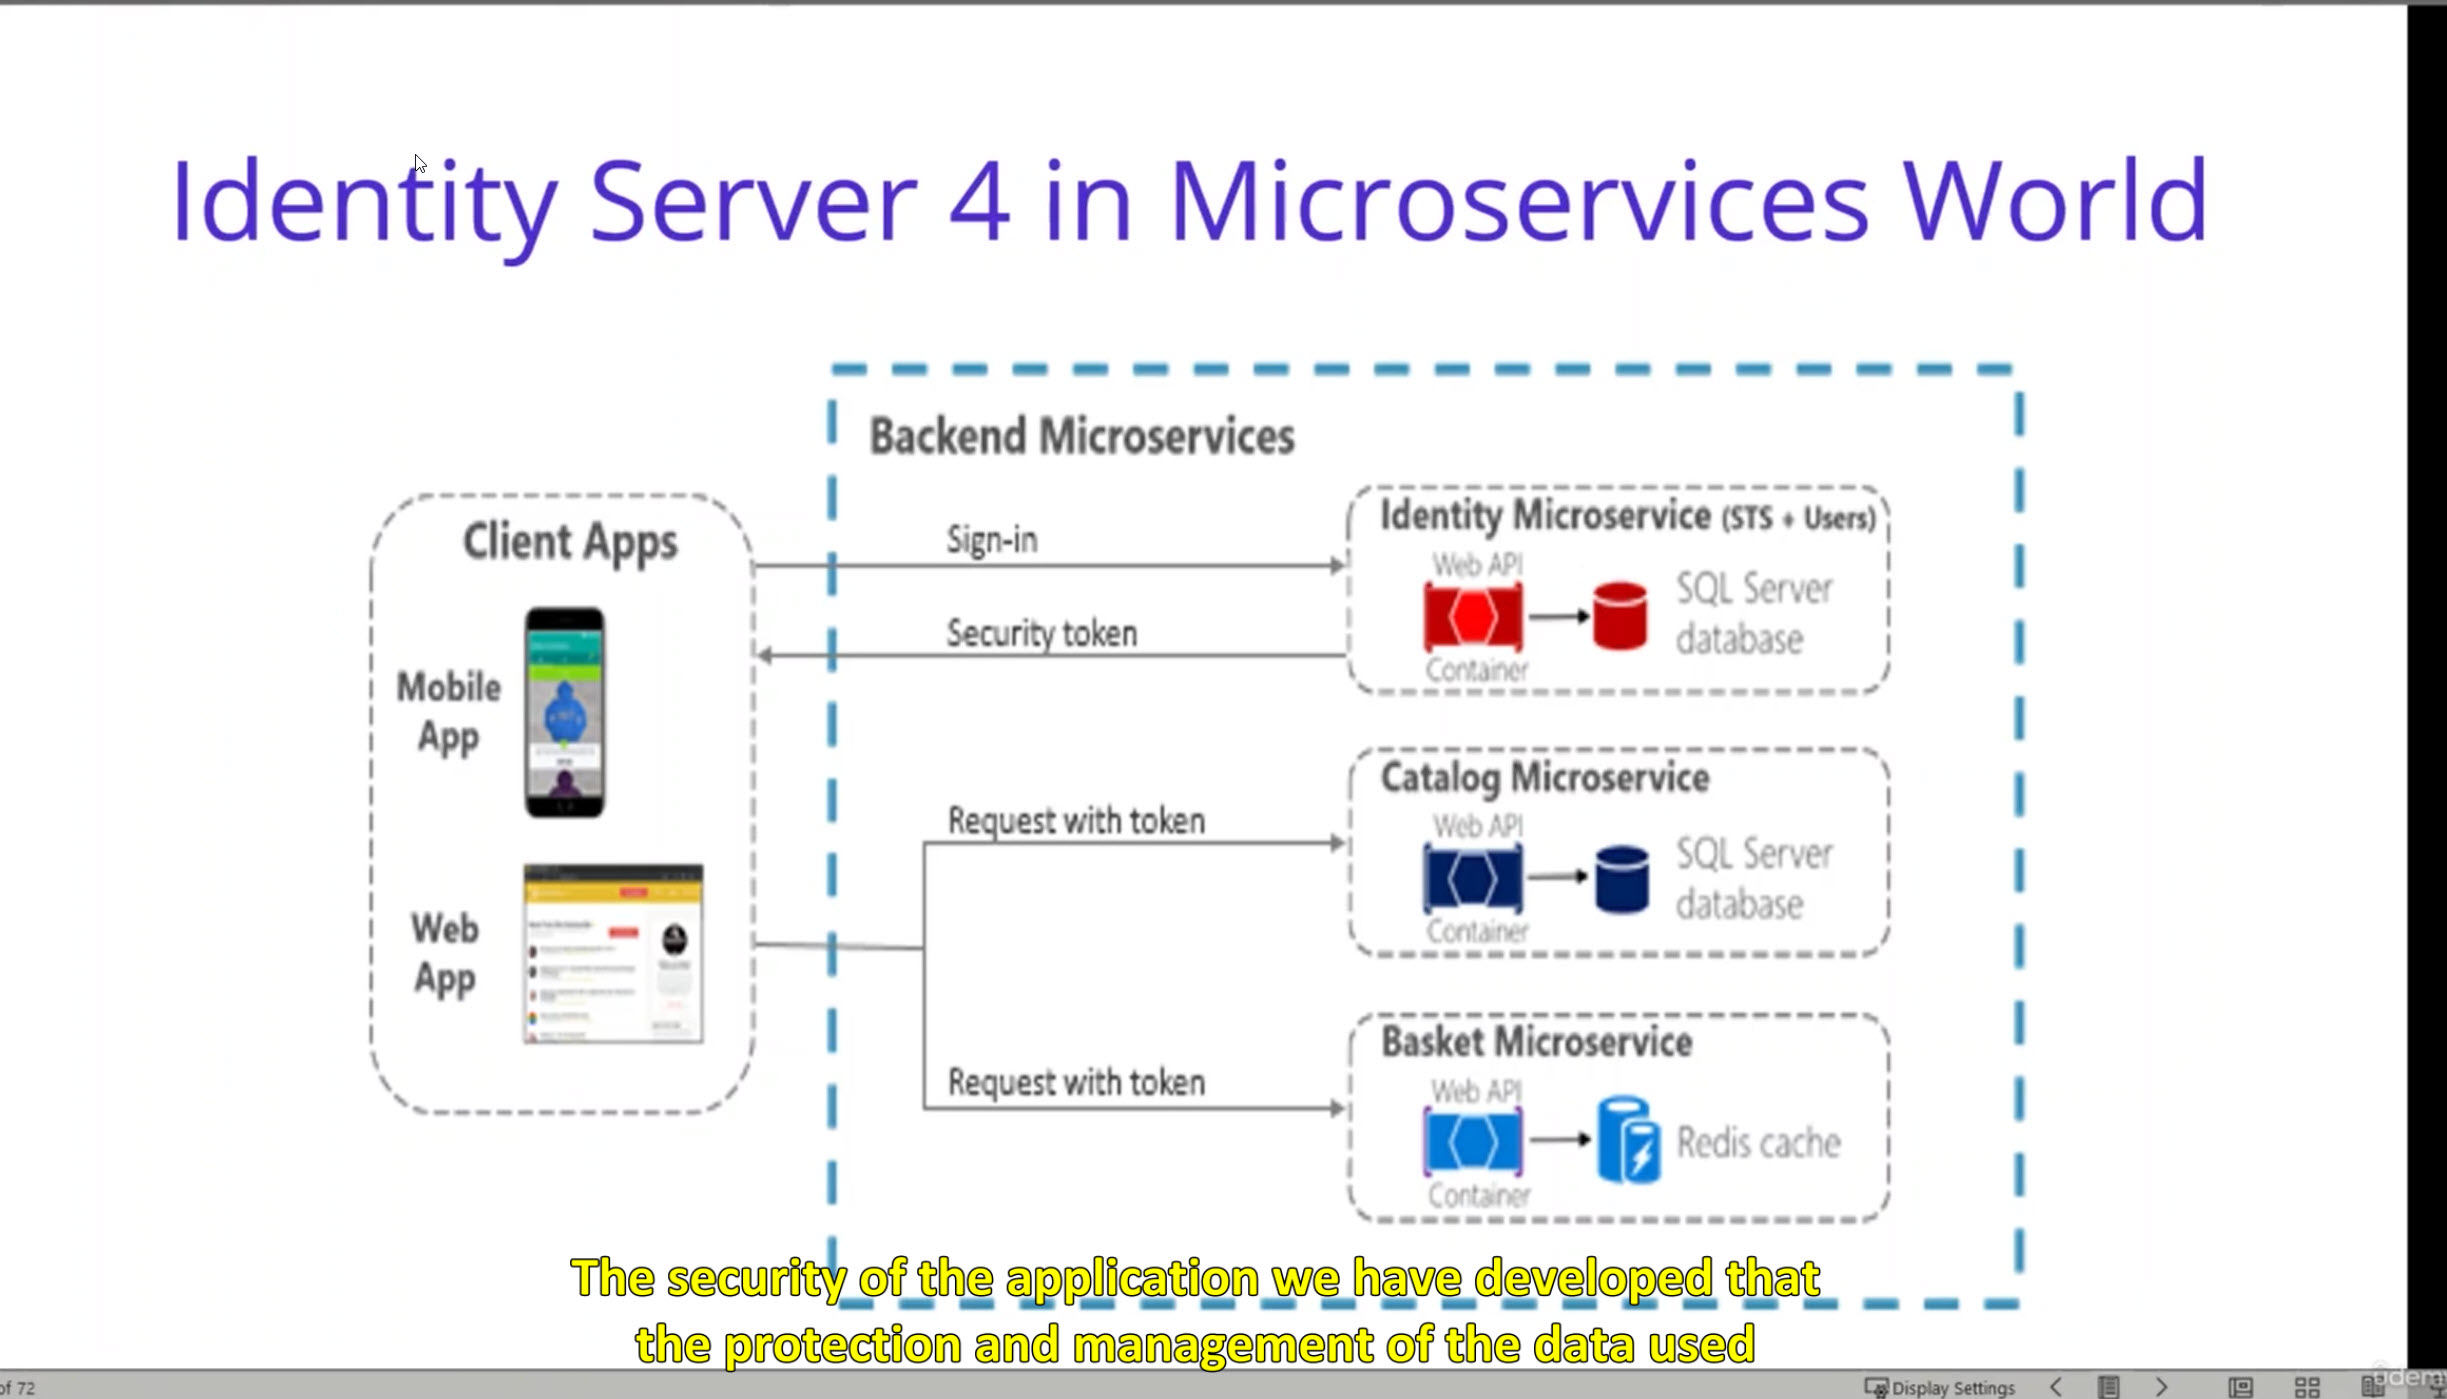 Identity Server 4 in Microservices World
Backend Microservices
Client Apps
Mobile
App
Web
App
Sign-in
Security token
Request with token
Request with token
Identity Microservice (STS + Users)
Web API
Container
SQL Server
database
Catalog Microservice
Web API
Container
SQL Server
database
Basket Microservice
Web API
Container
Redis cache
The security of the application we have developed that
the protection and management of the data used
of 72
Display Settings